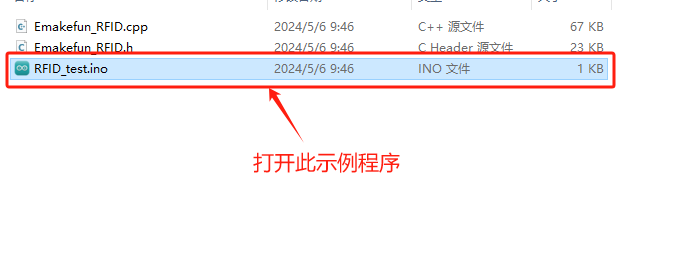 Emakefun_RFID.cpp 2024/5/6 9:46 C++ 源文件 67 KB
Emakefun_RFID.h 2024/5/6 9:46 C Header 源文件 23 KB
RFID_test.ino 2024/5/6 9:46 INO 文件 1 KB
打开此示例程序